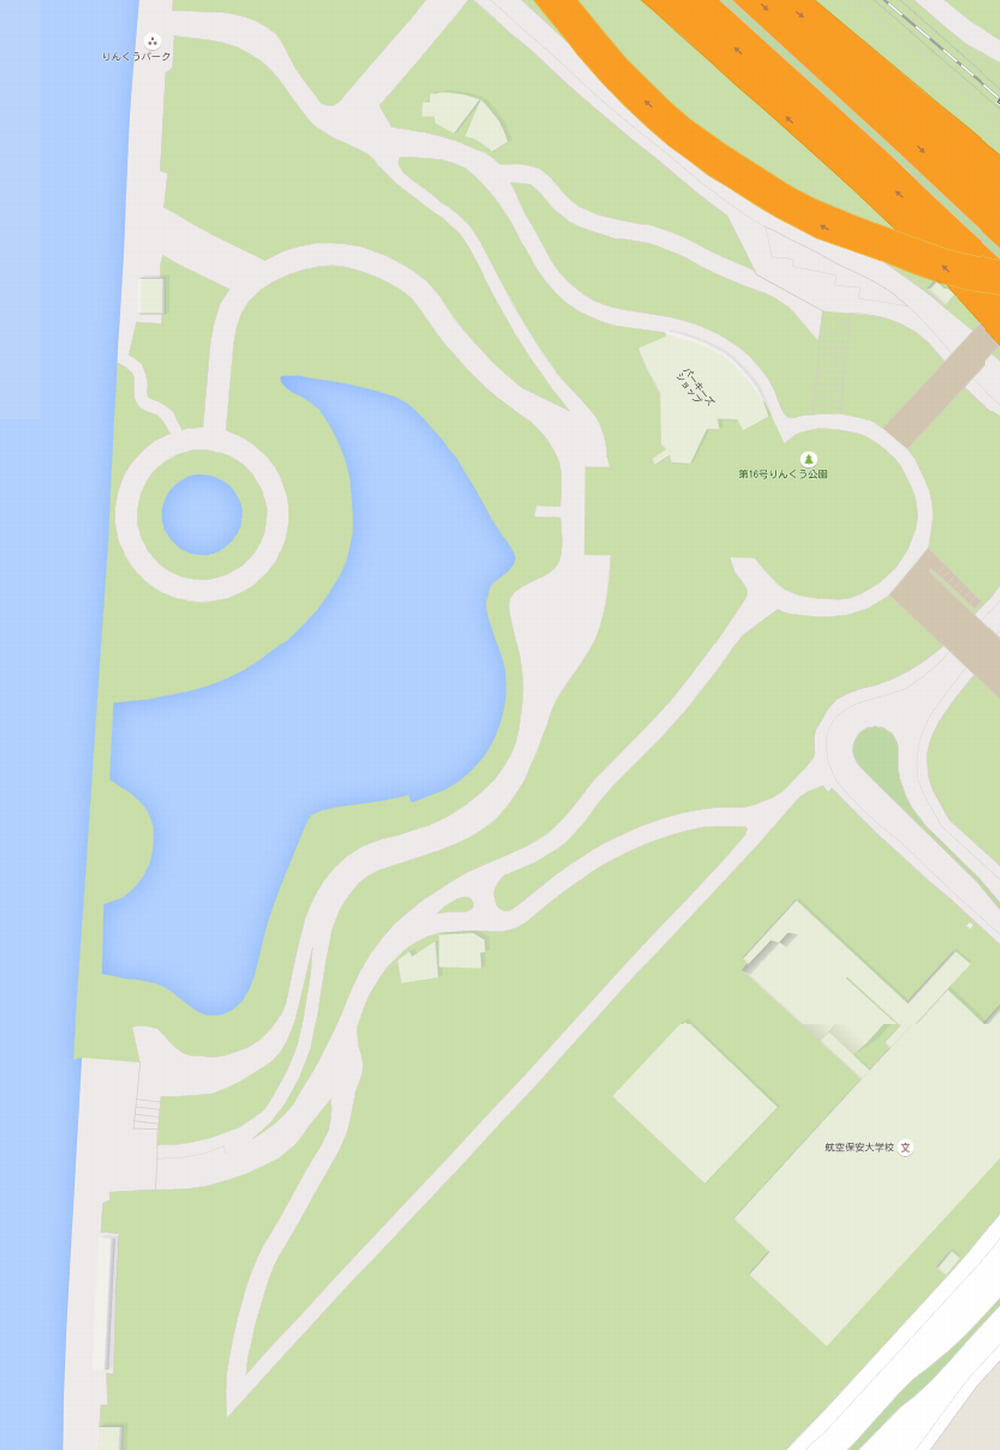 りんくうパーク
パーキーズ
ショップ
第16号りんくう公園
航空保安大学校
文